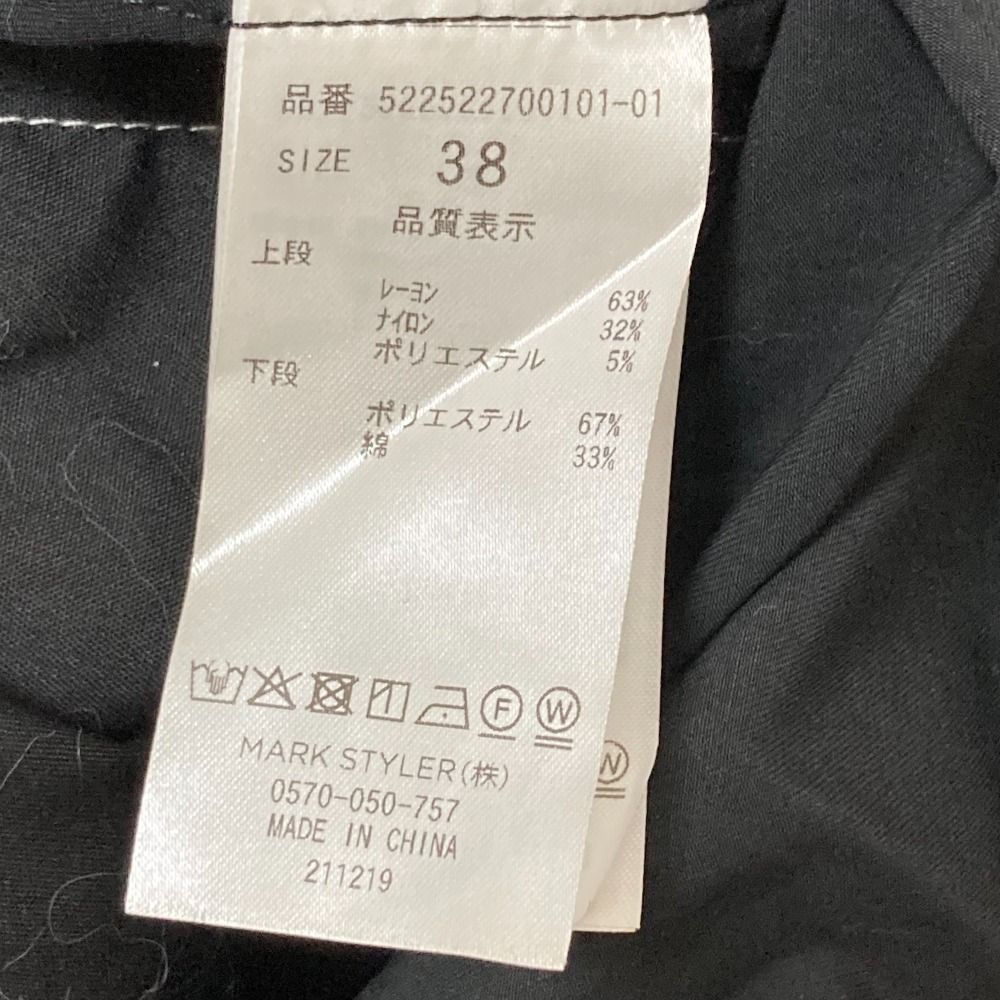 品番 522522700101-01
SIZE 38
品質表示
上段
レーヨン 63%
ナイロン 32%
ポリエステル 5%
下段
ポリエステル 67%
綿 33%
F W
MARK STYLER(株)
W
0570-050-757
MADE IN CHINA
211219